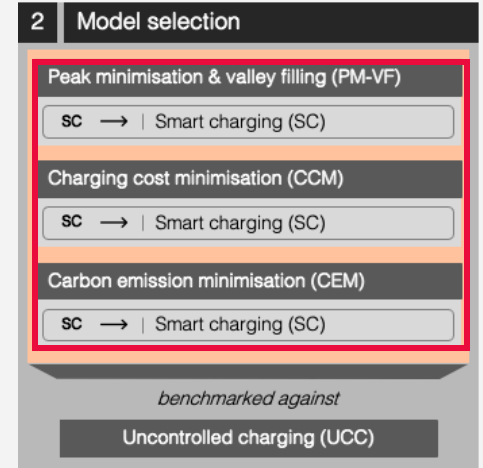 2 Model selection
Peak minimisation & valley filling (PM-VF)
SC → | Smart charging (SC)
Charging cost minimisation (CCM)
SC → | Smart charging (SC)
Carbon emission minimisation (CEM)
SC → | Smart charging (SC)
benchmarked against
Uncontrolled charging (UCC)